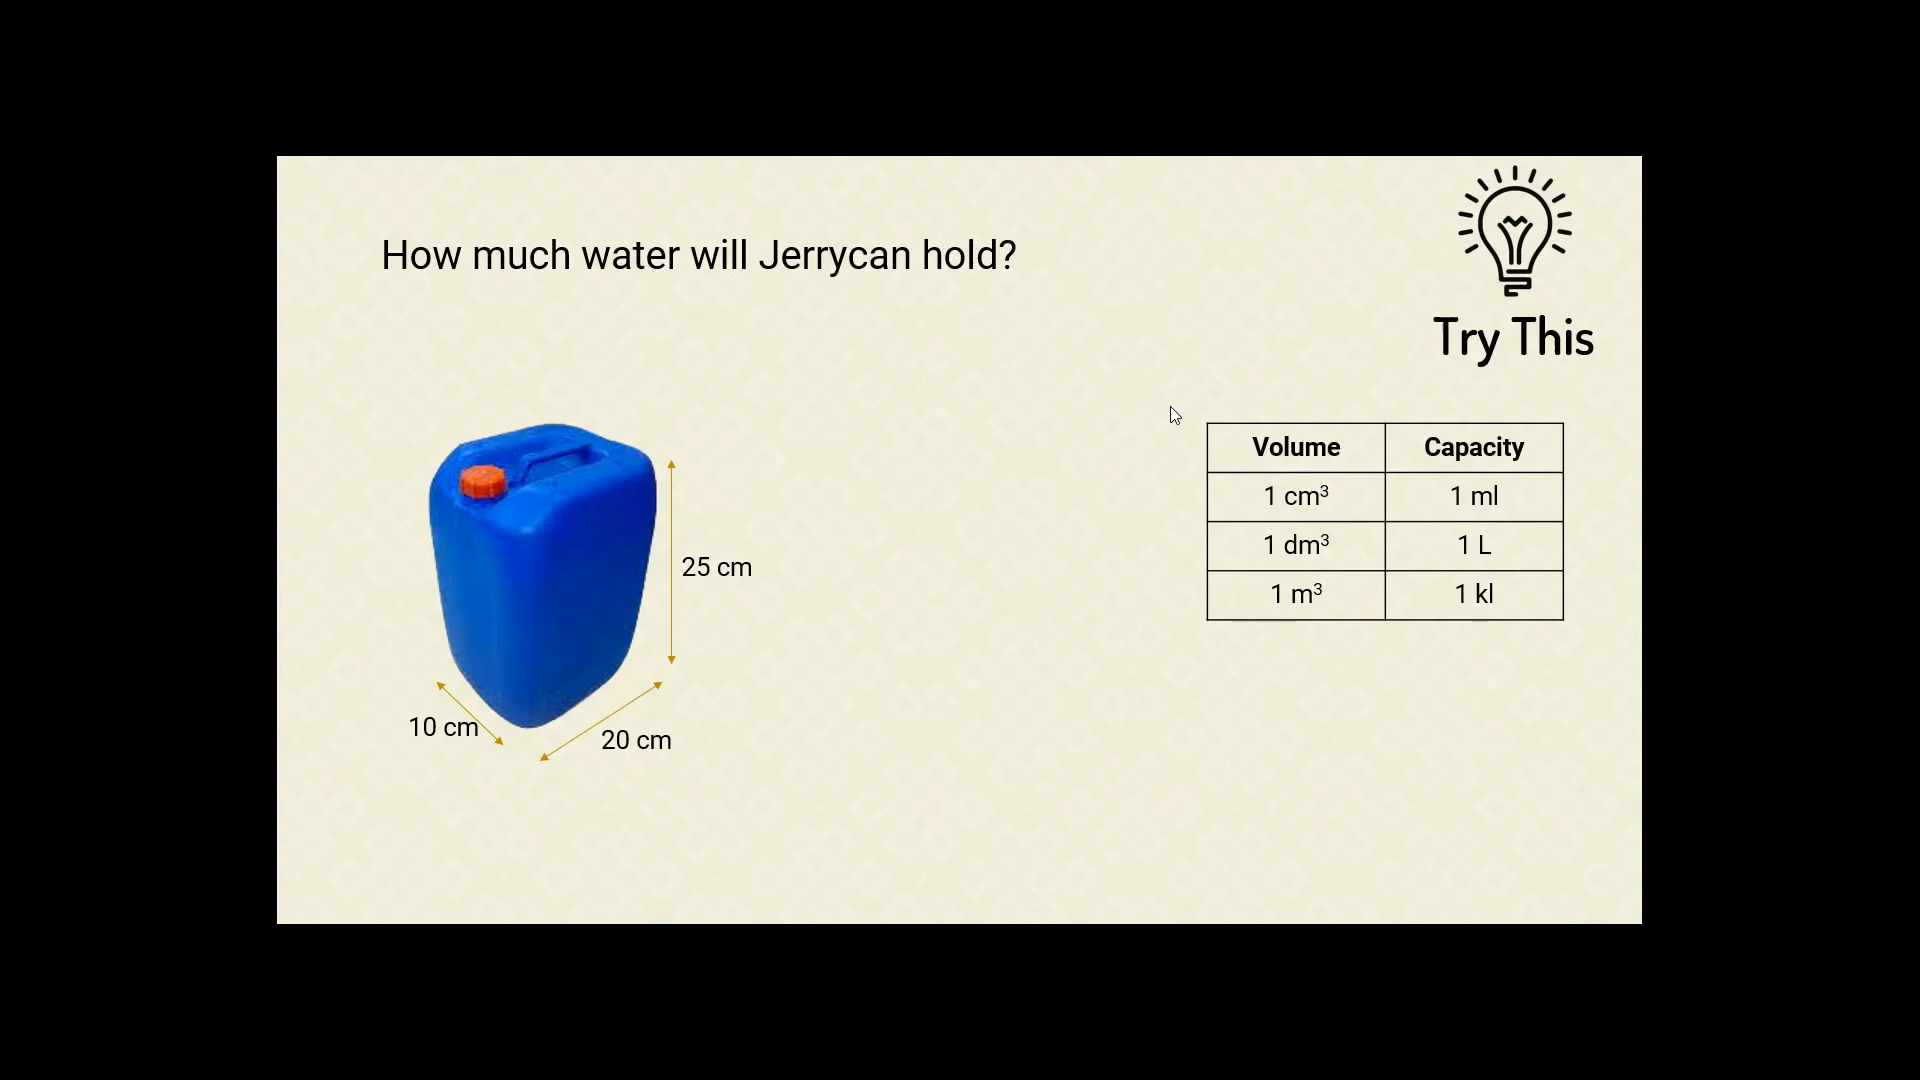 How much water will Jerrycan hold?
Try This
25 cm
10 cm
20 cm
Volume Capacity
1 cm³ 1 ml
1 dm³ 1 L
1 m³ 1 kl